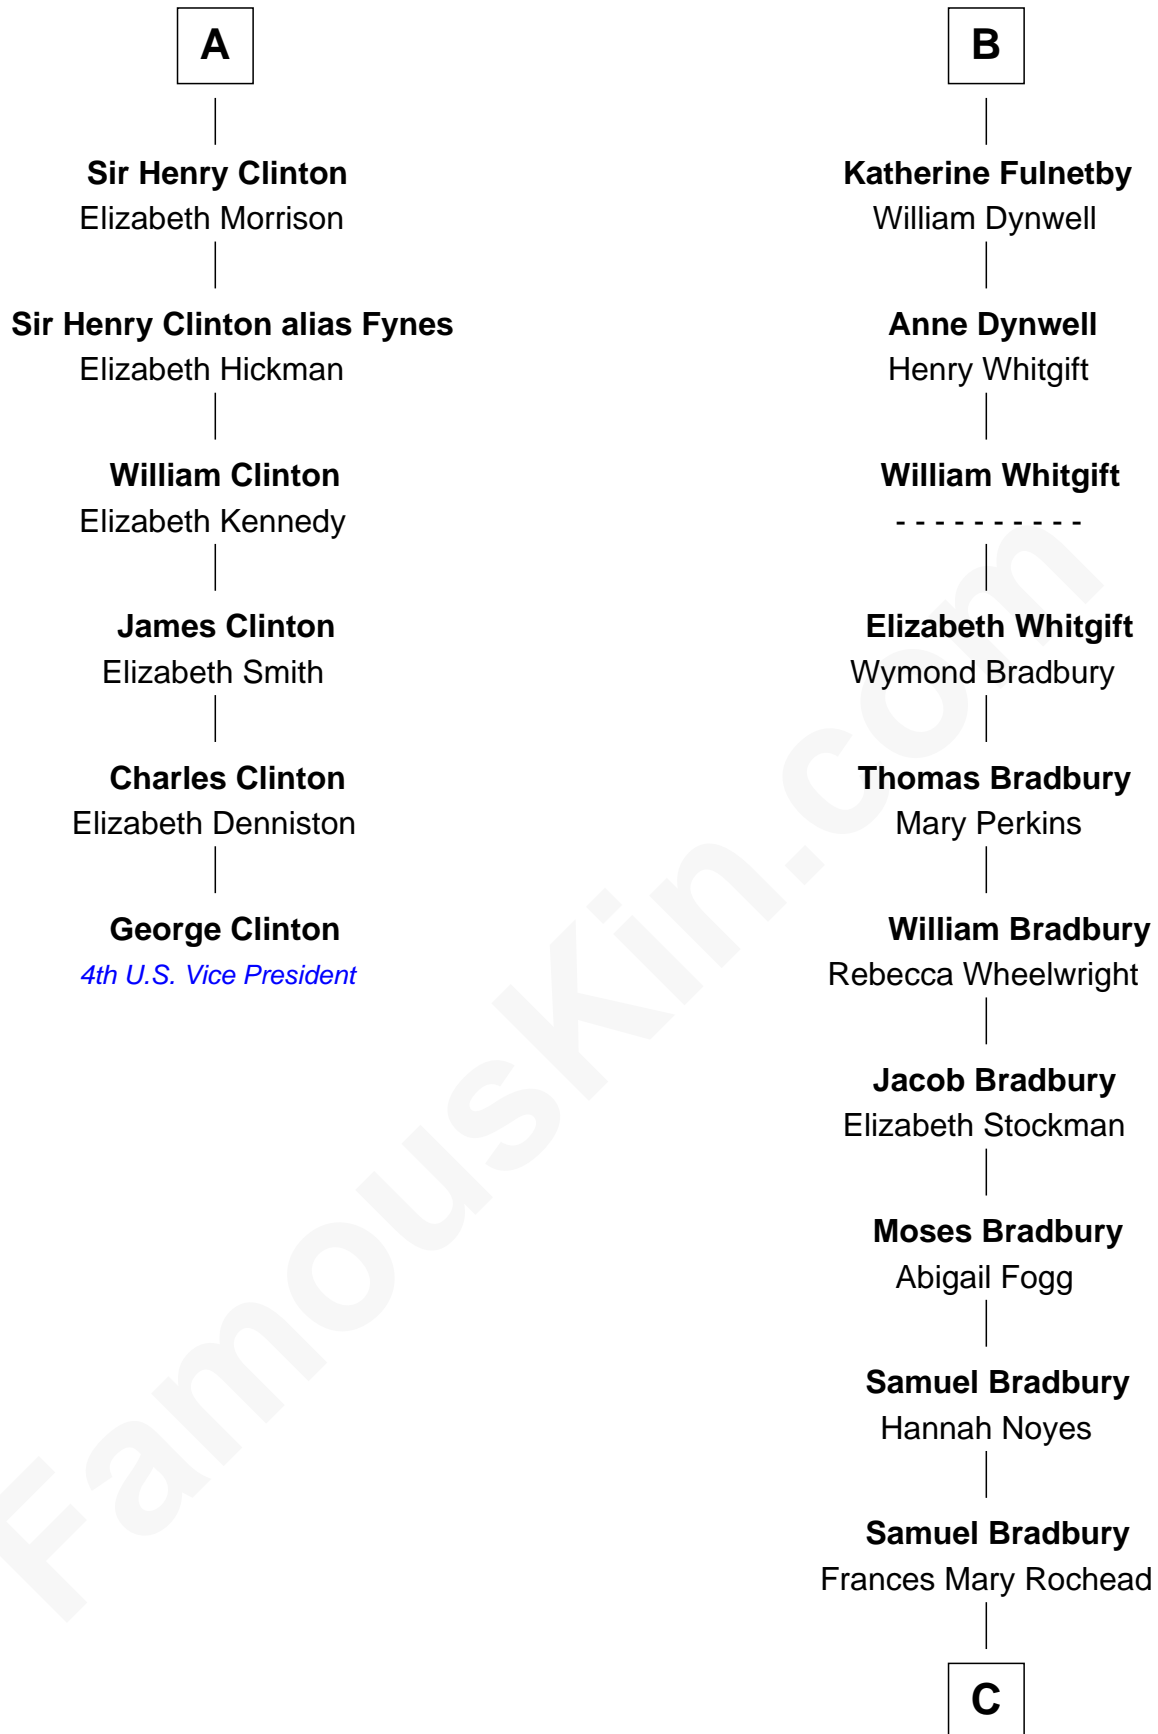 A
Sir Henry Clinton
Elizabeth Morrison
Sir Henry Clinton alias Fynes
Elizabeth Hickman
William Clinton
Elizabeth Kennedy
James Clinton
Elizabeth Smith
Charles Clinton
Elizabeth Denniston
George Clinton
4th U.S. Vice President
B
Katherine Fulnetby
William Dynwell
Anne Dynwell
Henry Whitgift
William Whitgift
- - - - - - - - - -
Elizabeth Whitgift
Wymond Bradbury
Thomas Bradbury
Mary Perkins
William Bradbury
Rebecca Wheelwright
Jacob Bradbury
Elizabeth Stockman
Moses Bradbury
Abigail Fogg
Samuel Bradbury
Hannah Noyes
Samuel Bradbury
Frances Mary Rochead
C
FamousKin.com